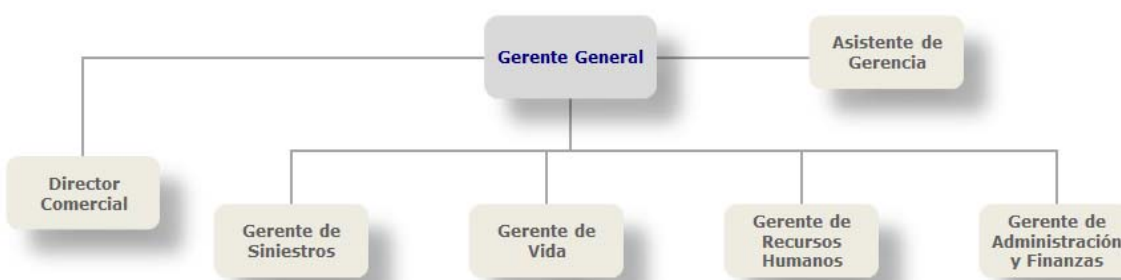 Gerente General
Asistente de
Gerencia
Director
Comercial
Gerente de
Siniestros
Gerente de
Vida
Gerente de
Recursos
Humanos
Gerente de
Administración
y Finanzas